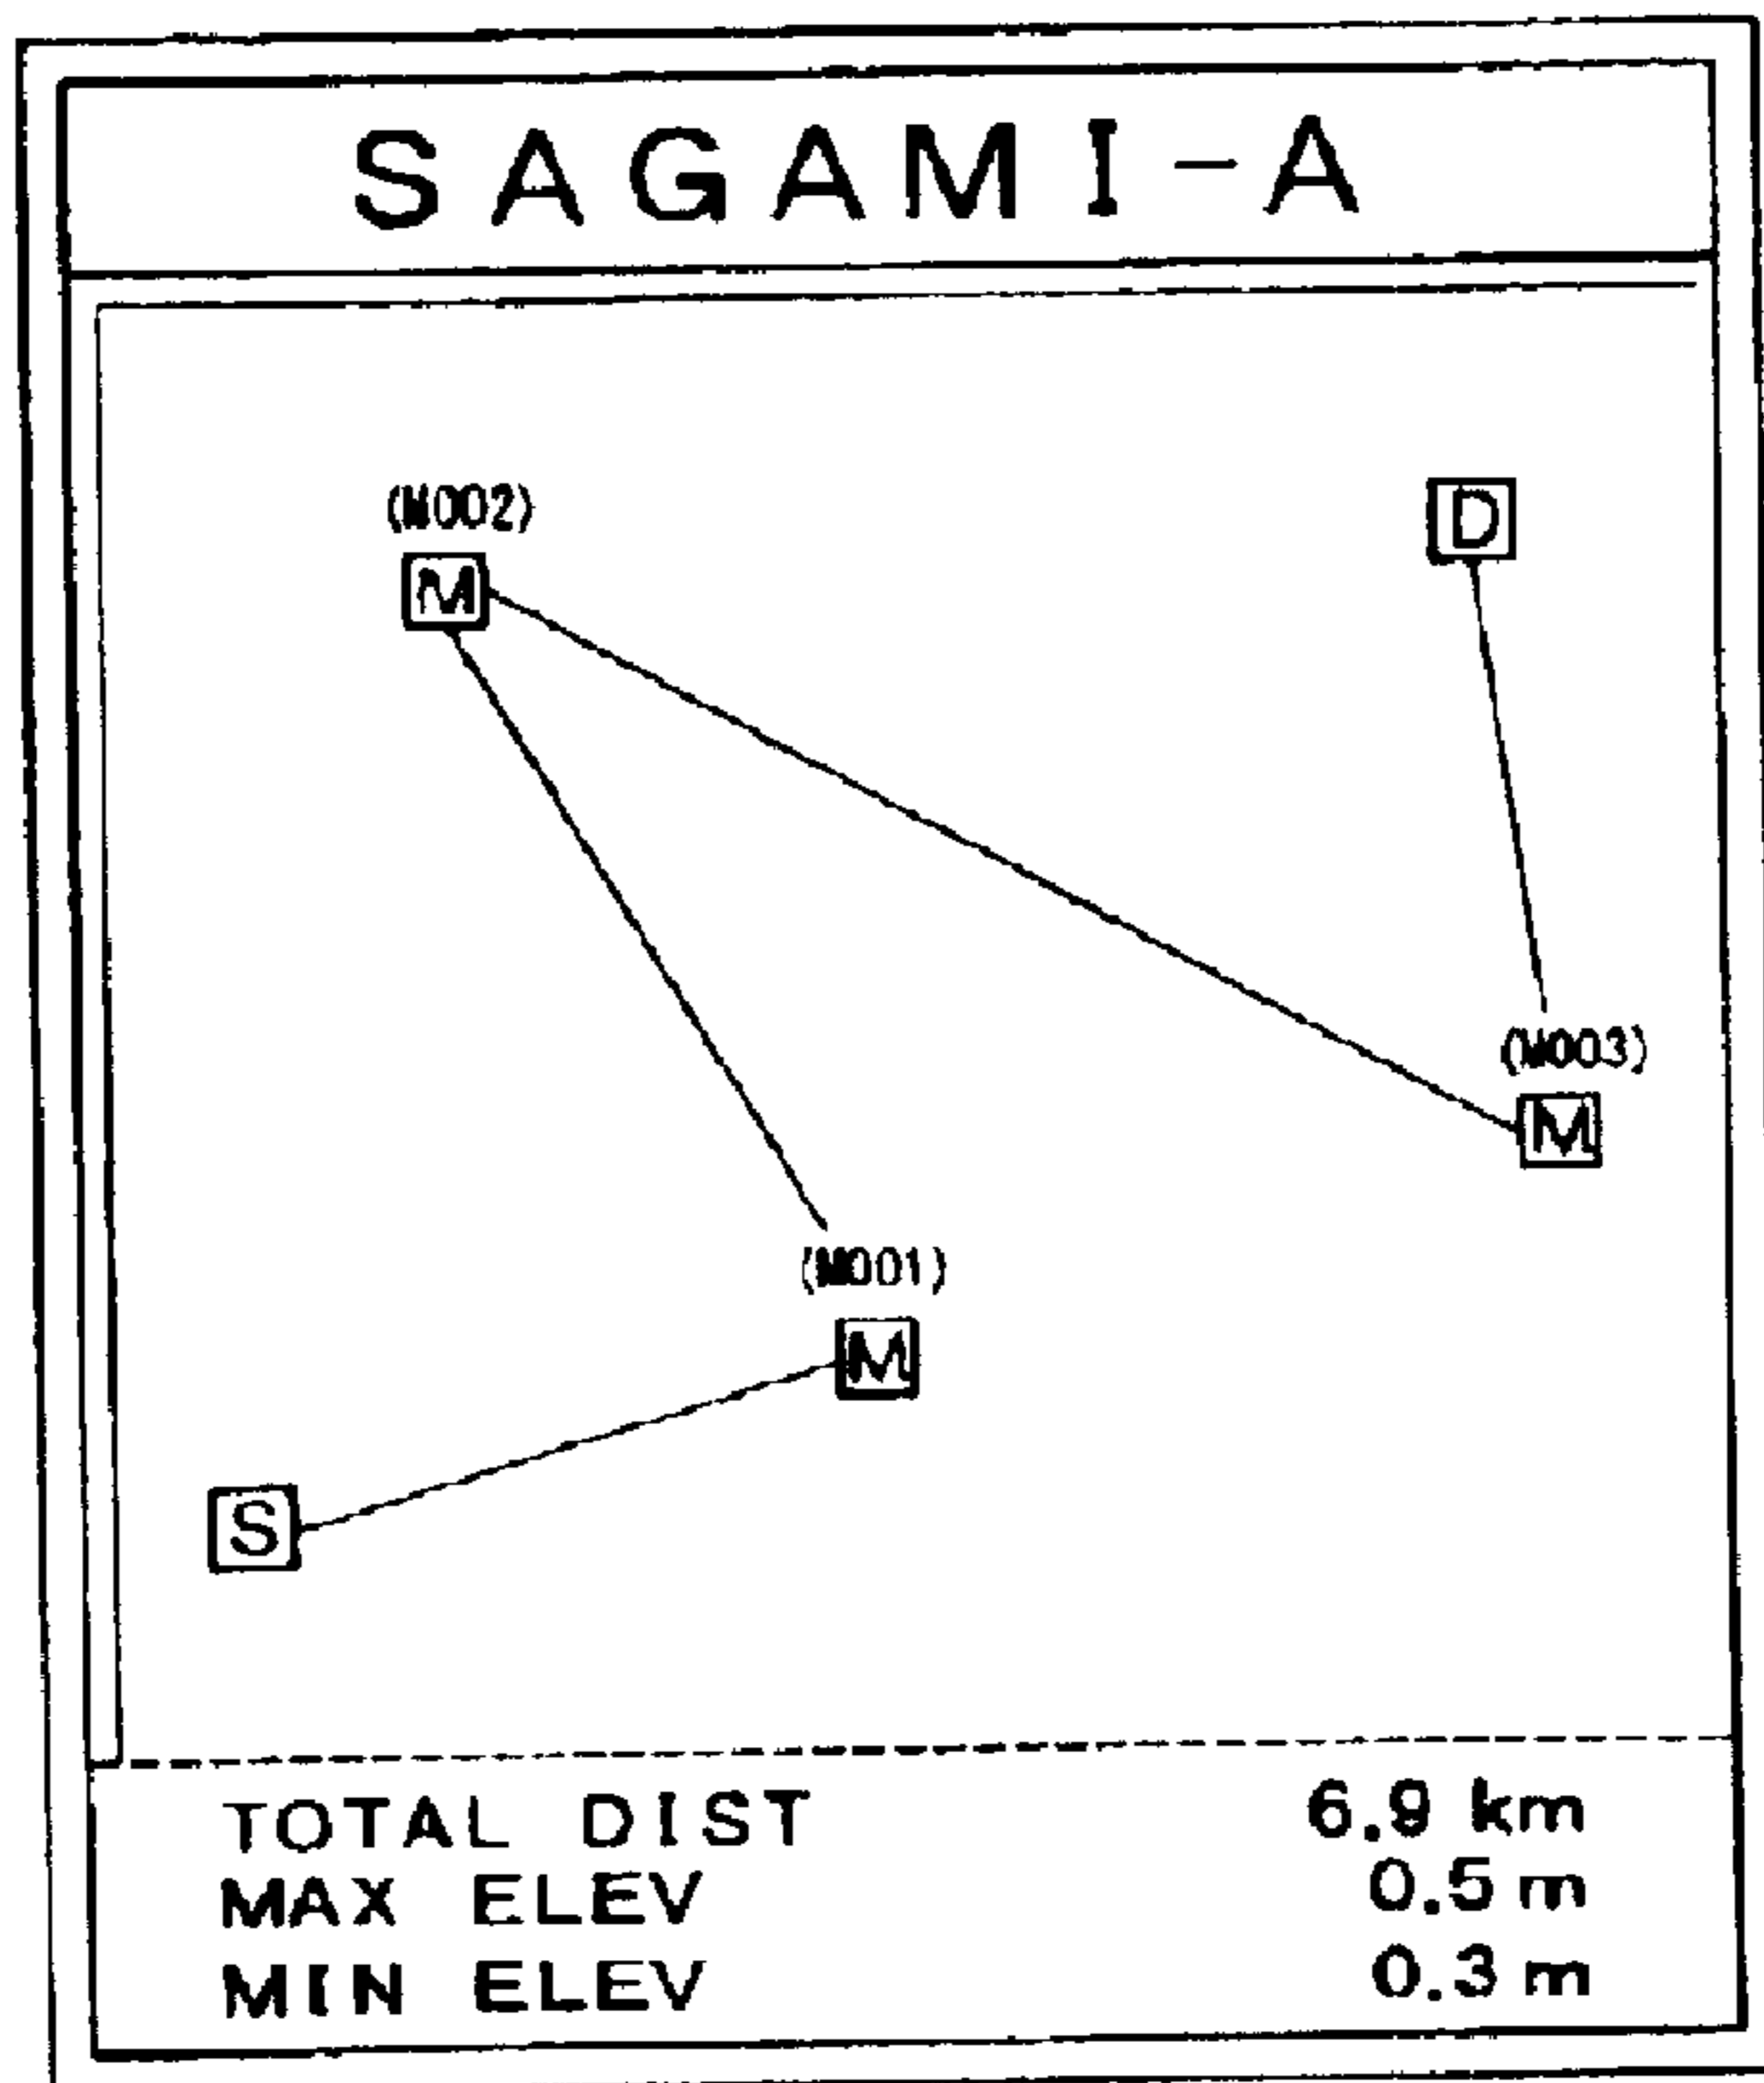 SAGAMI-A
(M002)
D
M
(M003)
M
(M001)
M
S
TOTAL DIST 6.9 km
MAX ELEV 0.5 m
MIN ELEV 0.3 m